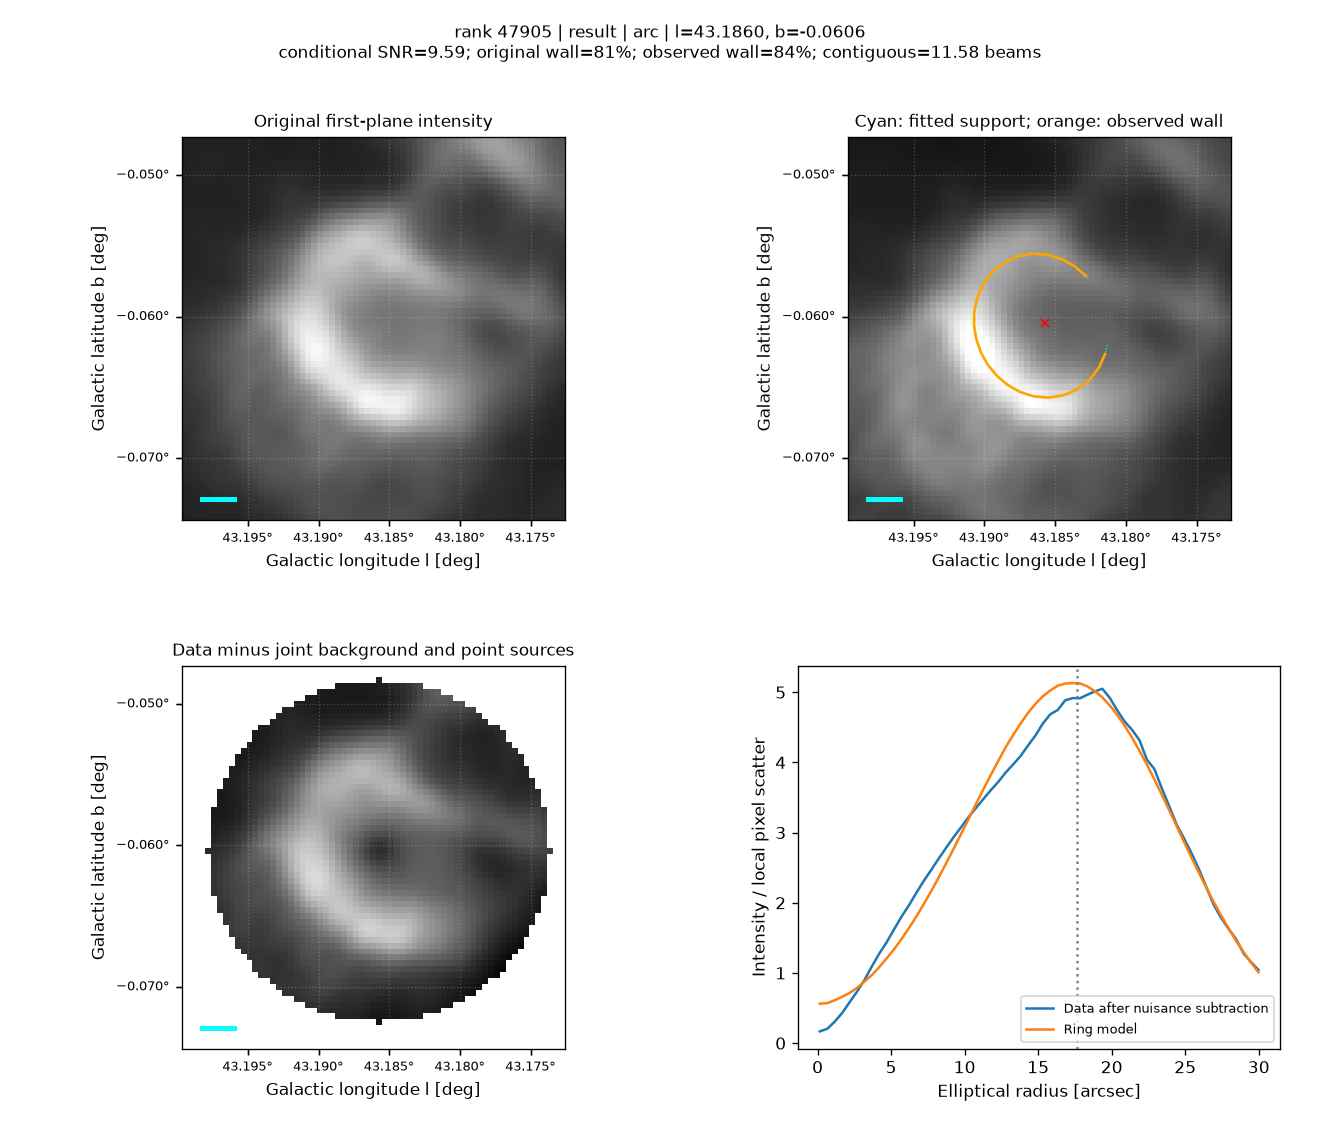 rank 47905 | result | arc | l=43.1860, b=-0.0606
conditional SNR=9.59; original wall=81%; observed wall=84%; contiguous=11.58 beams
Original first-plane intensity
−0.050°
−0.060°
−0.070°
Galactic latitude b [deg]
43.195° 43.190° 43.185° 43.180° 43.175°
Galactic longitude l [deg]
Cyan: fitted support; orange: observed wall
−0.050°
−0.060°
−0.070°
Galactic latitude b [deg]
43.195° 43.190° 43.185° 43.180° 43.175°
Galactic longitude l [deg]
Data minus joint background and point sources
−0.050°
−0.060°
−0.070°
Galactic latitude b [deg]
43.195° 43.190° 43.185° 43.180° 43.175°
Galactic longitude l [deg]
5
4
3
2
1
0
Intensity / local pixel scatter
Data after nuisance subtraction
Ring model
0 5 10 15 20 25 30
Elliptical radius [arcsec]